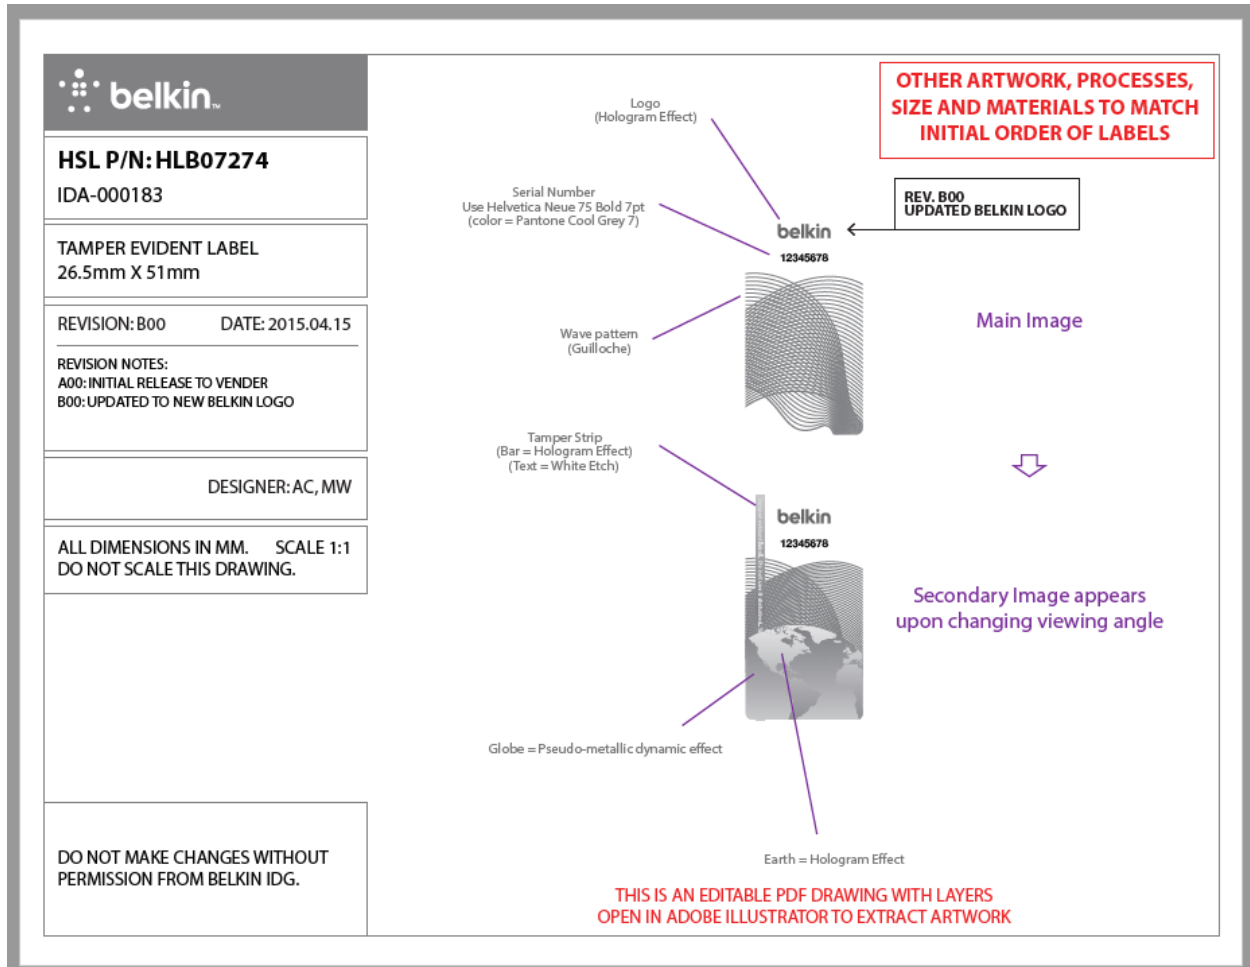 belkin™
HSL P/N: HLB07274
IDA-000183
TAMPER EVIDENT LABEL
26.5mm X 51mm
REVISION: B00 DATE: 2015.04.15
REVISION NOTES:
A00: INITIAL RELEASE TO VENDER
B00: UPDATED TO NEW BELKIN LOGO
DESIGNER: AC, MW
ALL DIMENSIONS IN MM. SCALE 1:1
DO NOT SCALE THIS DRAWING.
DO NOT MAKE CHANGES WITHOUT
PERMISSION FROM BELKIN IDG.
OTHER ARTWORK, PROCESSES,
SIZE AND MATERIALS TO MATCH
INITIAL ORDER OF LABELS
Logo
(Hologram Effect)
Serial Number
Use Helvetica Neue 75 Bold 7pt
(color = Pantone Cool Grey 7)
REV. B00
UPDATED BELKIN LOGO
belkin
12345678
Wave pattern
(Guilloche)
Main Image
Tamper Strip
(Bar = Hologram Effect)
(Text = White Etch)
belkin
12345678
Secondary Image appears
upon changing viewing angle
Globe = Pseudo-metallic dynamic effect
Earth = Hologram Effect
THIS IS AN EDITABLE PDF DRAWING WITH LAYERS
OPEN IN ADOBE ILLUSTRATOR TO EXTRACT ARTWORK